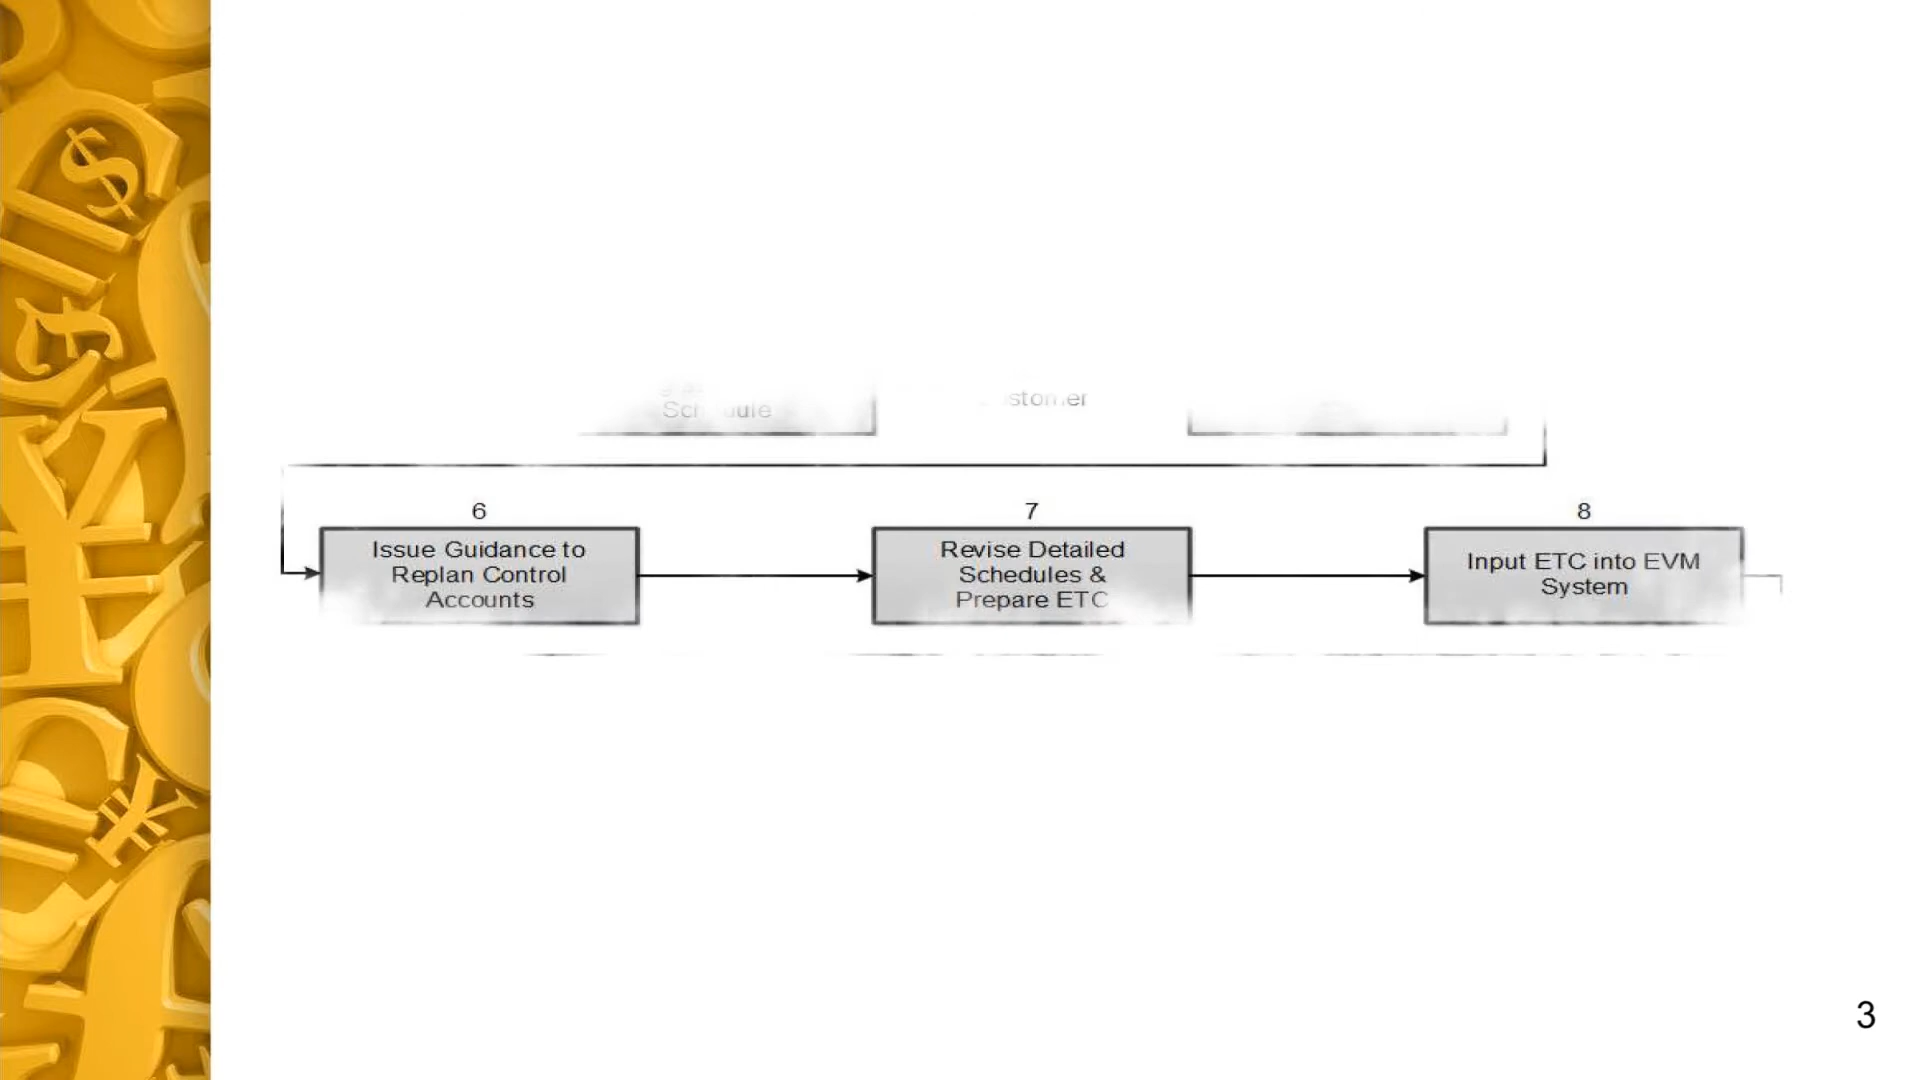 6
Issue Guidance to
Replan Control
Accounts
7
Revise Detailed
Schedules &
Prepare ETC
8
Input ETC into EVM
System
3